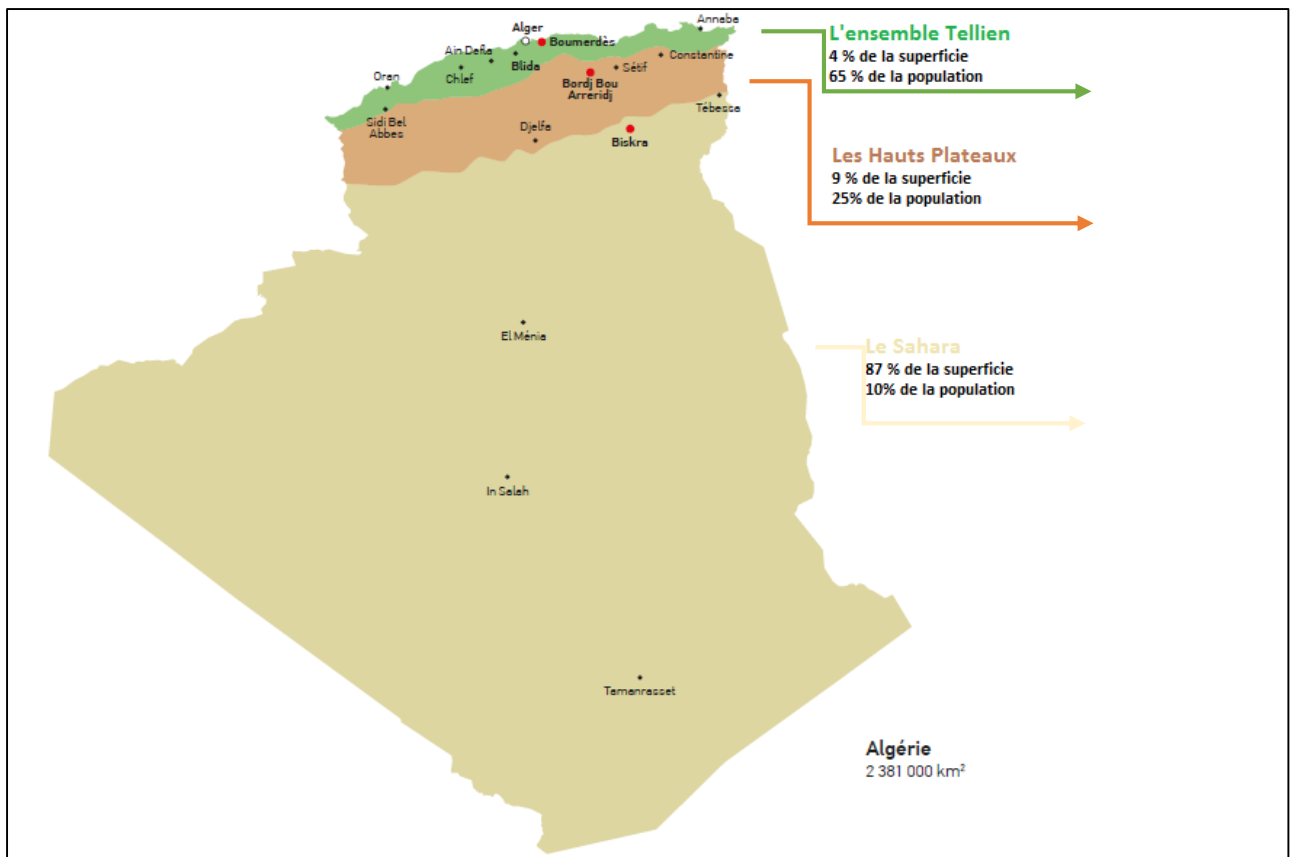 Annaba
Alger
Boumerdès
Ain Defla
Blida
Constantine
Oran
Chlef
Sétif
Bordj Bou
Arreridj
Tébessa
Sidi Bel
Abbes
Djelfa
Biskra
El Ménia
In Salah
Tamanrasset
L'ensemble Tellien
4 % de la superficie
65 % de la population
Les Hauts Plateaux
9 % de la superficie
25% de la population
Le Sahara
87 % de la superficie
10% de la population
Algérie
2 381 000 km²